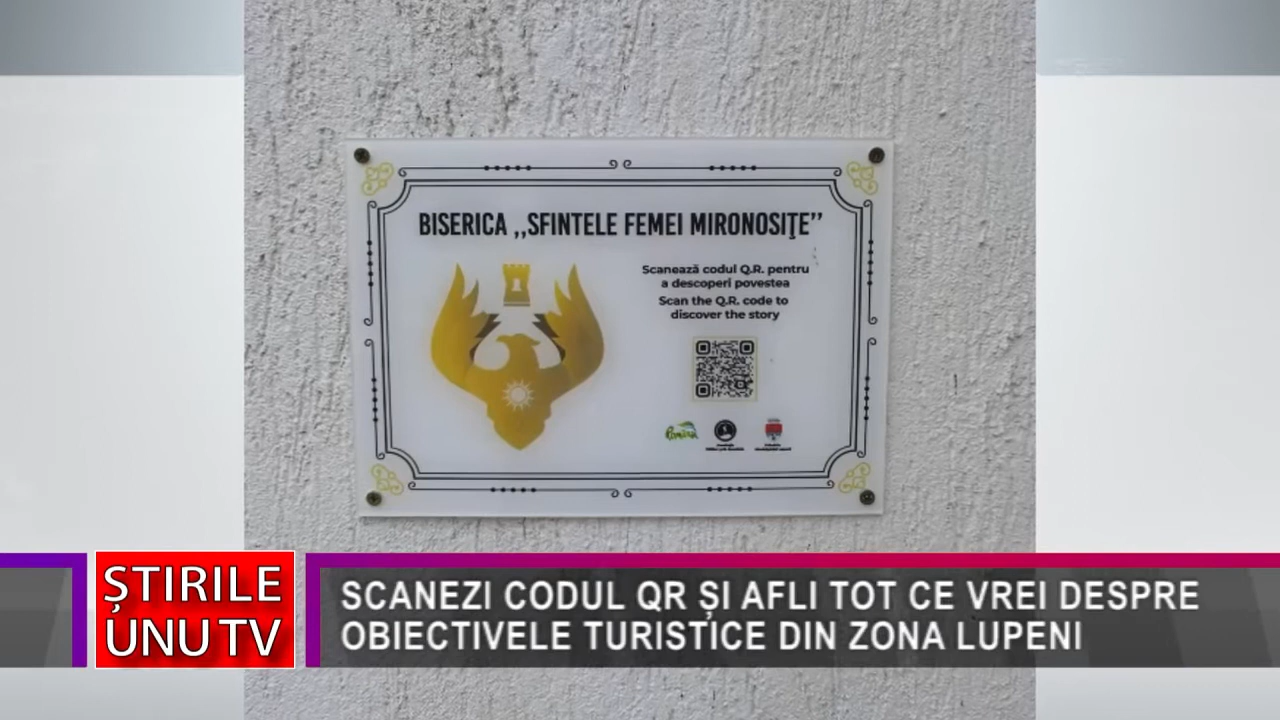 BISERICA ,,SFINTELE FEMEI MIRONOSIŢE”
Scanează codul Q.R. pentru
a descoperi povestea
Scan the Q.R. code to
discover the story
România
ȘTIRILE
UNU TV
SCANEZI CODUL QR ȘI AFLI TOT CE VREI DESPRE
OBIECTIVELE TURISTICE DIN ZONA LUPENI